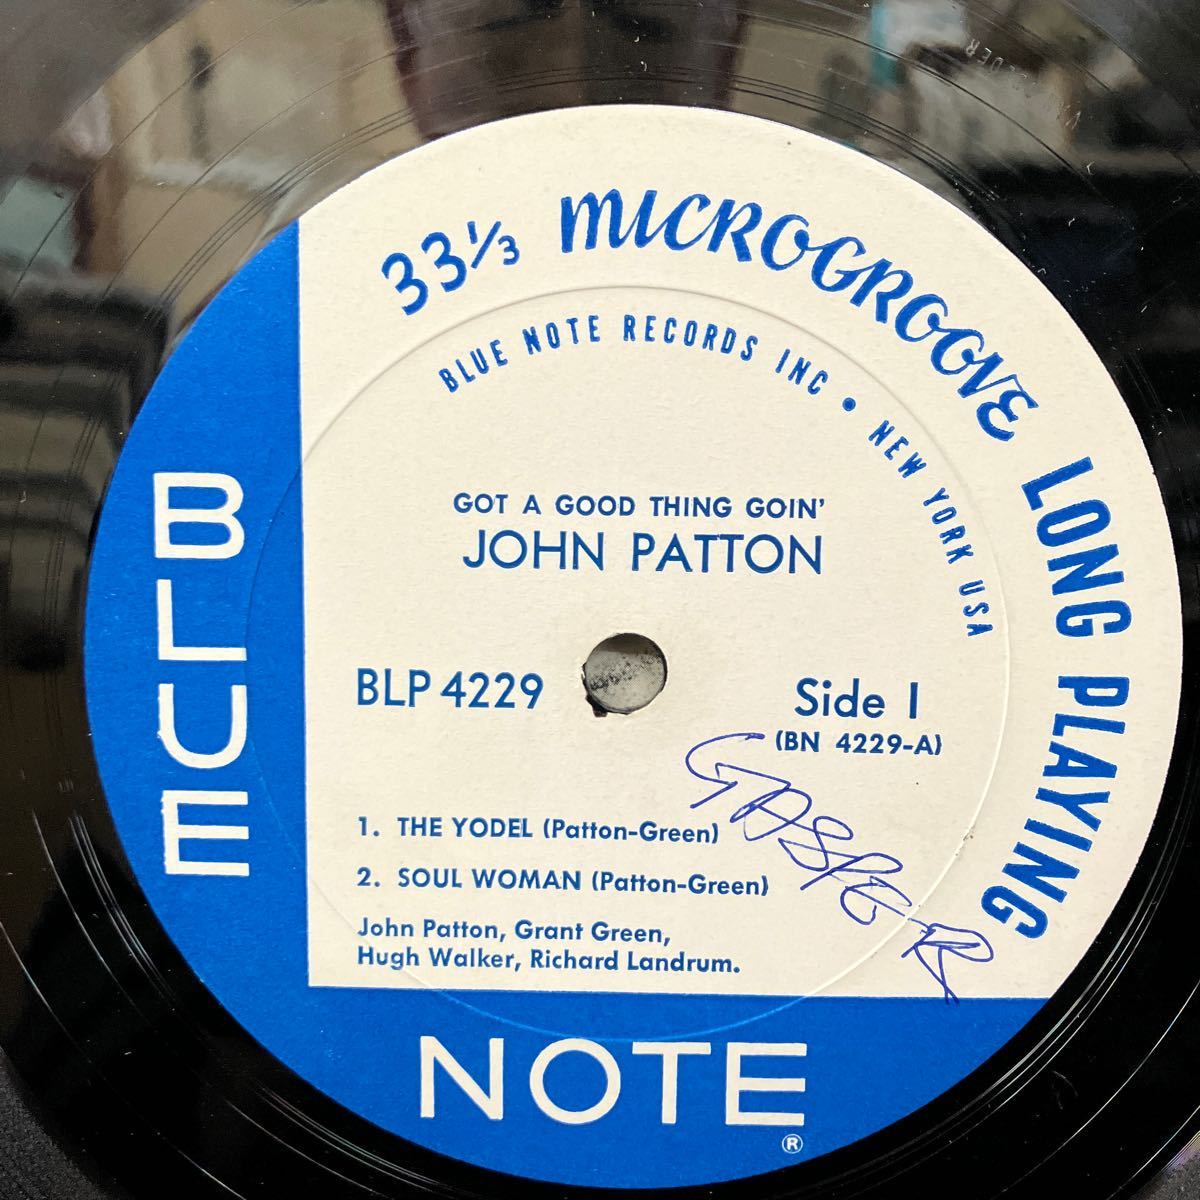 33⅓ MICROGROOVE LONG PLAYING
BLUE NOTE RECORDS INC • NEW YORK USA
GOT A GOOD THING GOIN'
JOHN PATTON
BLP 4229
Side 1
(BN 4229-A)
GASPER
1. THE YODEL (Patton-Green)
2. SOUL WOMAN (Patton-Green)
John Patton, Grant Green,
Hugh Walker, Richard Landrum.
BLUE
NOTE
®